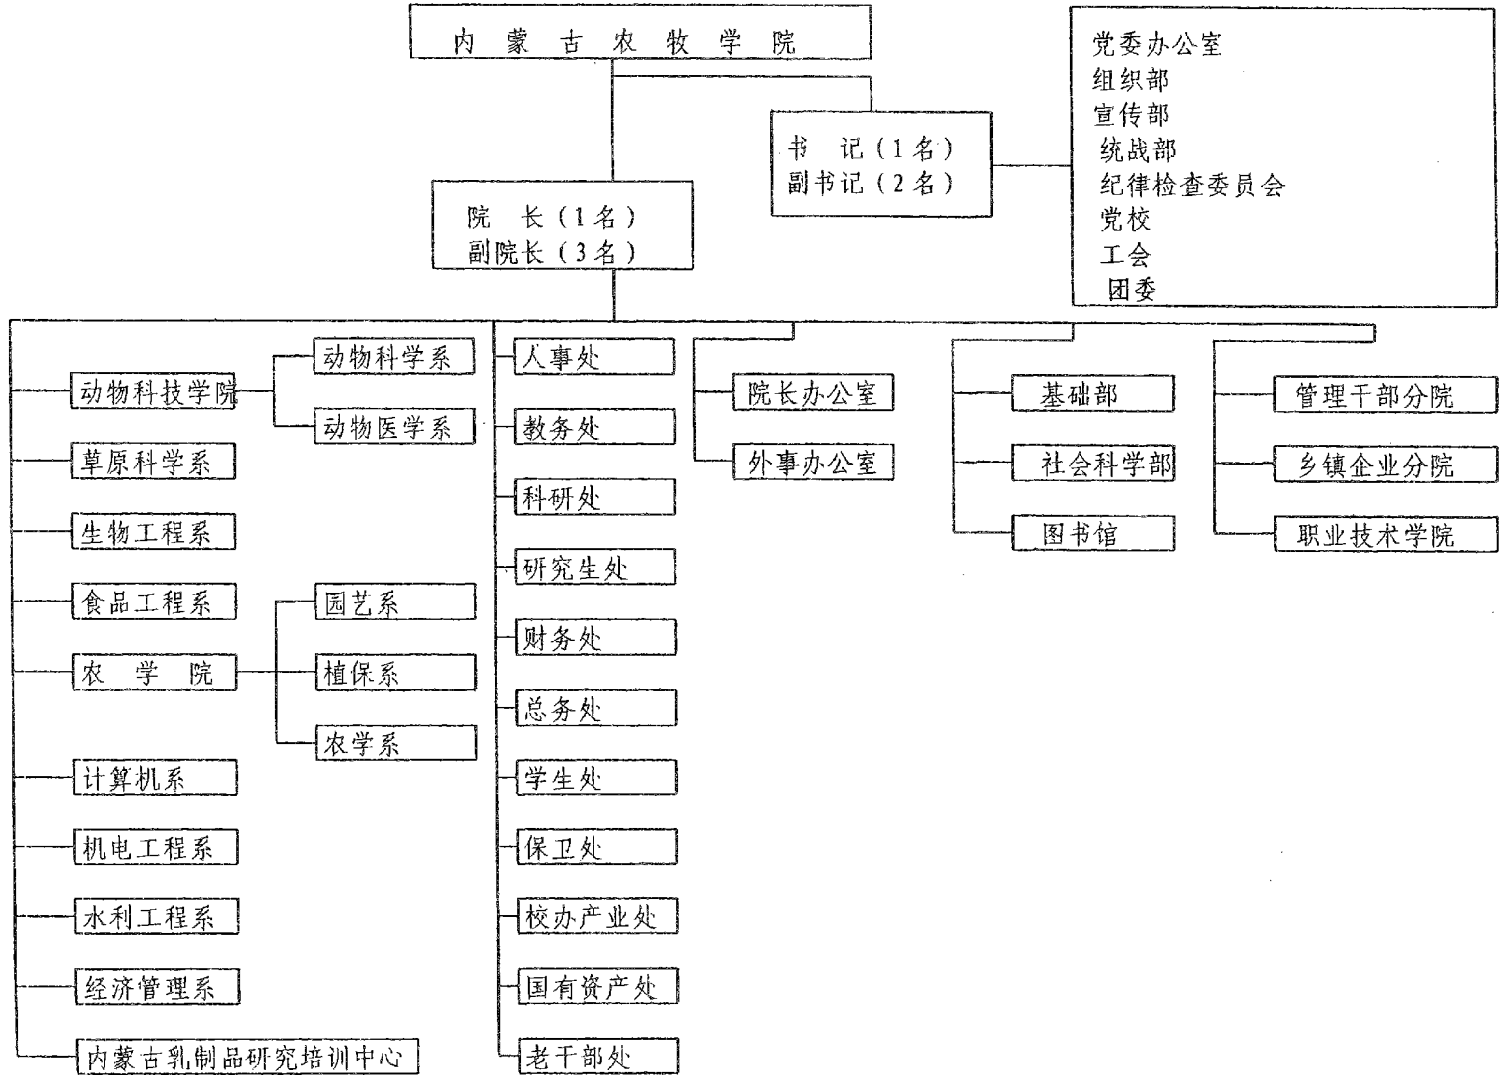 内蒙古农牧学院
党委办公室
组织部
宣传部
统战部
纪律检查委员会
党校
工会
团委
书 记(1名)
副书记(2名)
院 长(1名)
副院长(3名)
动物科技学院
动物科学系
动物医学系
草原科学系
生物工程系
食品工程系
农 学 院
园艺系
植保系
农学系
计算机系
机电工程系
水利工程系
经济管理系
内蒙古乳制品研究培训中心
人事处
教务处
科研处
研究生处
财务处
总务处
学生处
保卫处
校办产业处
国有资产处
老干部处
院长办公室
外事办公室
基础部
社会科学部
图书馆
管理干部分院
乡镇企业分院
职业技术学院